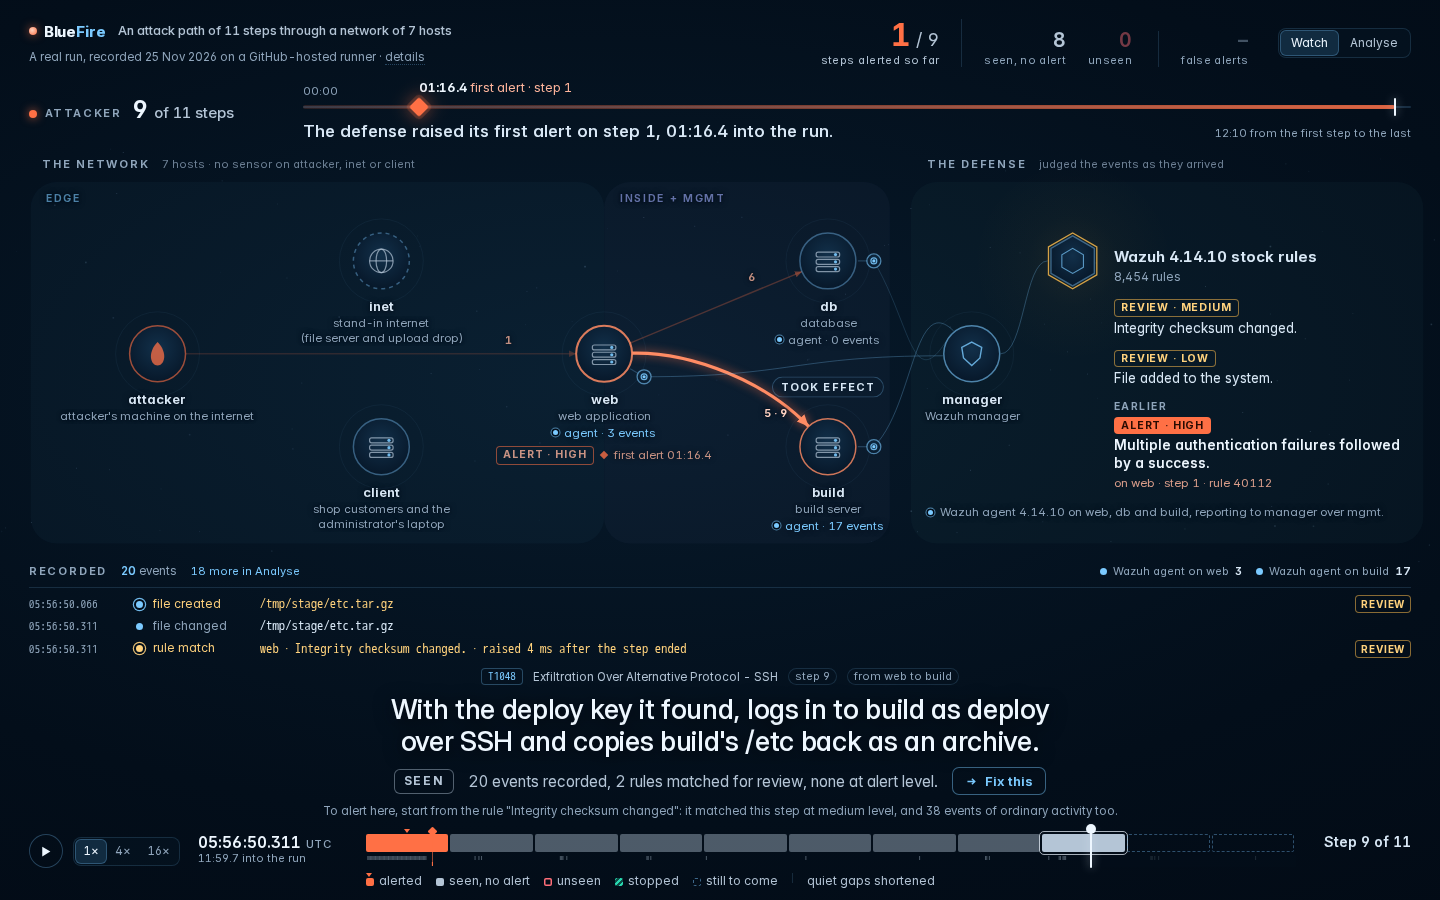 BlueFire An attack path of 11 steps through a network of 7 hosts
A real run, recorded 25 Nov 2026 on a GitHub-hosted runner · details
1 / 9
steps alerted so far
8
seen, no alert
0
unseen
–
false alerts
Watch
Analyse
ATTACKER 9 of 11 steps
00:00
01:16.4 first alert · step 1
The defense raised its first alert on step 1, 01:16.4 into the run.
12:10 from the first step to the last
THE NETWORK 7 hosts · no sensor on attacker, inet or client
THE DEFENSE judged the events as they arrived
EDGE
INSIDE + MGMT
inet
stand-in internet
(file server and upload drop)
attacker
attacker's machine on the internet
client
shop customers and the
administrator's laptop
1
web
web application
agent · 3 events
ALERT · HIGH first alert 01:16.4
6
db
database
agent · 0 events
TOOK EFFECT
5 · 9
build
build server
agent · 17 events
manager
Wazuh manager
Wazuh 4.14.10 stock rules
8,454 rules
REVIEW · MEDIUM
Integrity checksum changed.
REVIEW · LOW
File added to the system.
EARLIER
ALERT · HIGH
Multiple authentication failures followed
by a success.
on web · step 1 · rule 40112
Wazuh agent 4.14.10 on web, db and build, reporting to manager over mgmt.
RECORDED 20 events 18 more in Analyse
Wazuh agent on web 3 Wazuh agent on build 17
05:56:50.066 file created /tmp/stage/etc.tar.gz REVIEW
05:56:50.311 file changed /tmp/stage/etc.tar.gz
05:56:50.311 rule match web · Integrity checksum changed. · raised 4 ms after the step ended REVIEW
T1048 Exfiltration Over Alternative Protocol - SSH step 9 from web to build
With the deploy key it found, logs in to build as deploy
over SSH and copies build's /etc back as an archive.
SEEN 20 events recorded, 2 rules matched for review, none at alert level. → Fix this
To alert here, start from the rule "Integrity checksum changed": it matched this step at medium level, and 38 events of ordinary activity too.
1× 4× 16×
05:56:50.311 UTC
11:59.7 into the run
Step 9 of 11
alerted seen, no alert unseen stopped still to come quiet gaps shortened